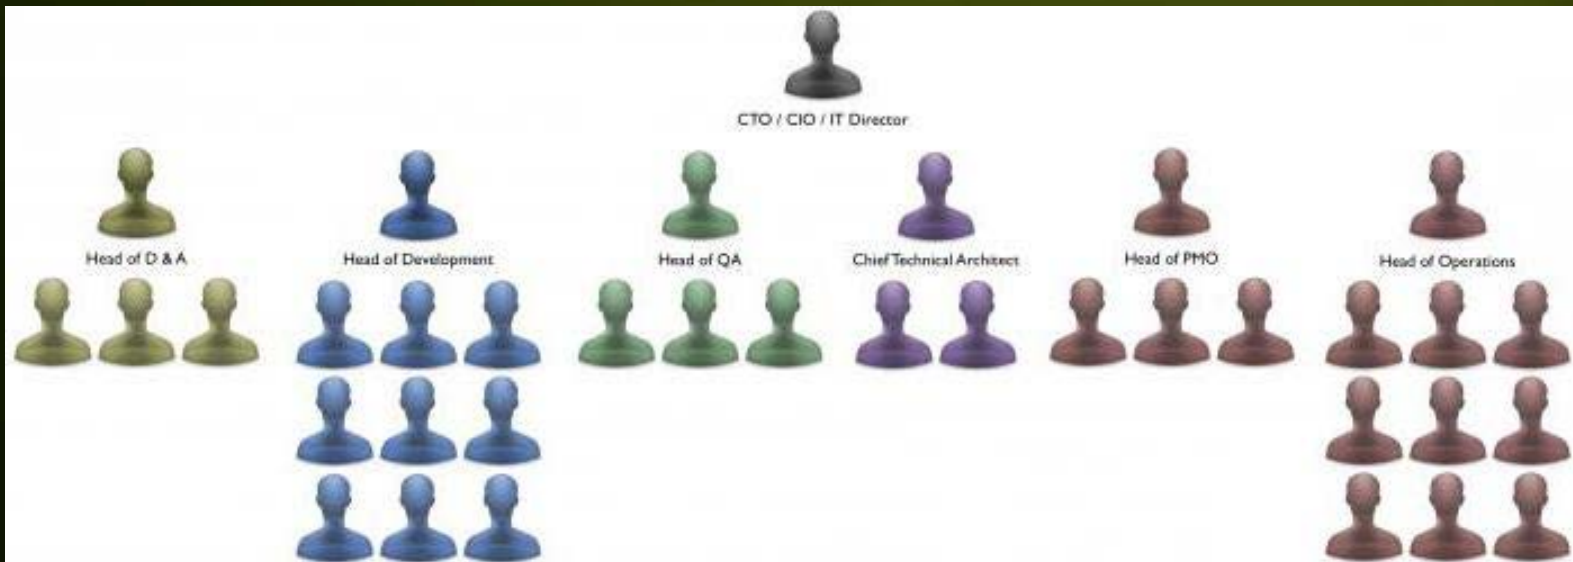 CTO / CIO / IT Director
Head of D & A
Head of Development
Head of QA
Chief Technical Architect
Head of PMO
Head of Operations